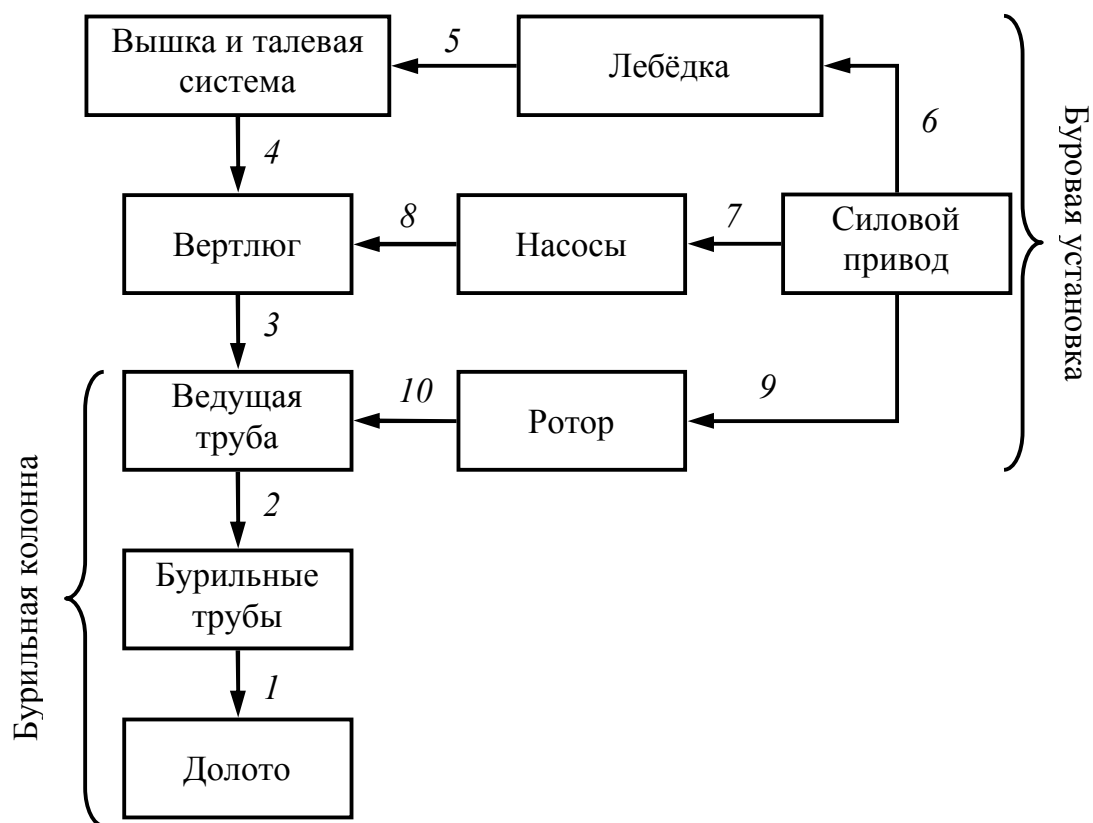 Вышка и талевая
система
5
Лебёдка
6
4
Вертлюг
8
Насосы
7
Силовой
привод
Буровая установка
3
Ведущая
труба
10
Ротор
9
2
Бурильная колонна
Бурильные
трубы
1
Долото